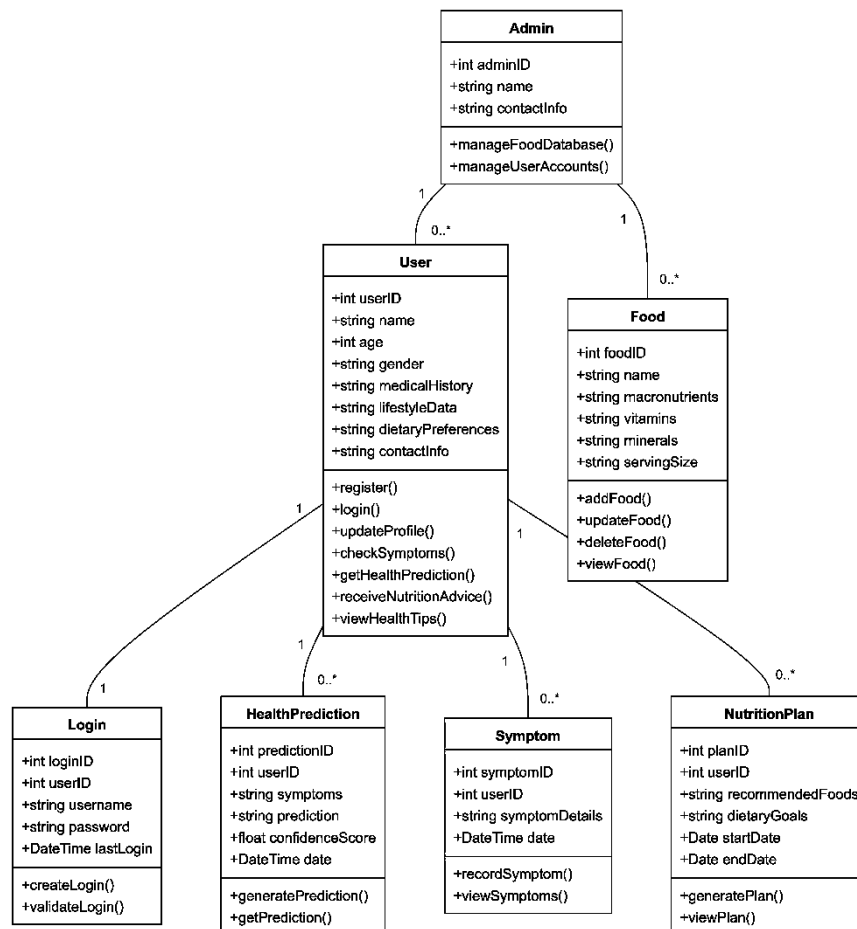 Admin
+int adminID
+string name
+string contactInfo
+manageFoodDatabase()
+manageUserAccounts()
1
1
0..*
0..*
User
+int userID
+string name
+int age
+string gender
+string medicalHistory
+string lifestyleData
+string dietaryPreferences
+string contactInfo
+register()
+login()
+updateProfile()
+checkSymptoms()
+getHealthPrediction()
+receiveNutritionAdvice()
+viewHealthTips()
Food
+int foodID
+string name
+string macronutrients
+string vitamins
+string minerals
+string servingSize
+addFood()
+updateFood()
+deleteFood()
+viewFood()
1
1
1
1
1
0..*
0..*
0..*
Login
+int loginID
+int userID
+string username
+string password
+DateTime lastLogin
+createLogin()
+validateLogin()
HealthPrediction
+int predictionID
+int userID
+string symptoms
+string prediction
+float confidenceScore
+DateTime date
+generatePrediction()
+getPrediction()
Symptom
+int symptomID
+int userID
+string symptomDetails
+DateTime date
+recordSymptom()
+viewSymptoms()
NutritionPlan
+int planID
+int userID
+string recommendedFoods
+string dietaryGoals
+Date startDate
+Date endDate
+generatePlan()
+viewPlan()